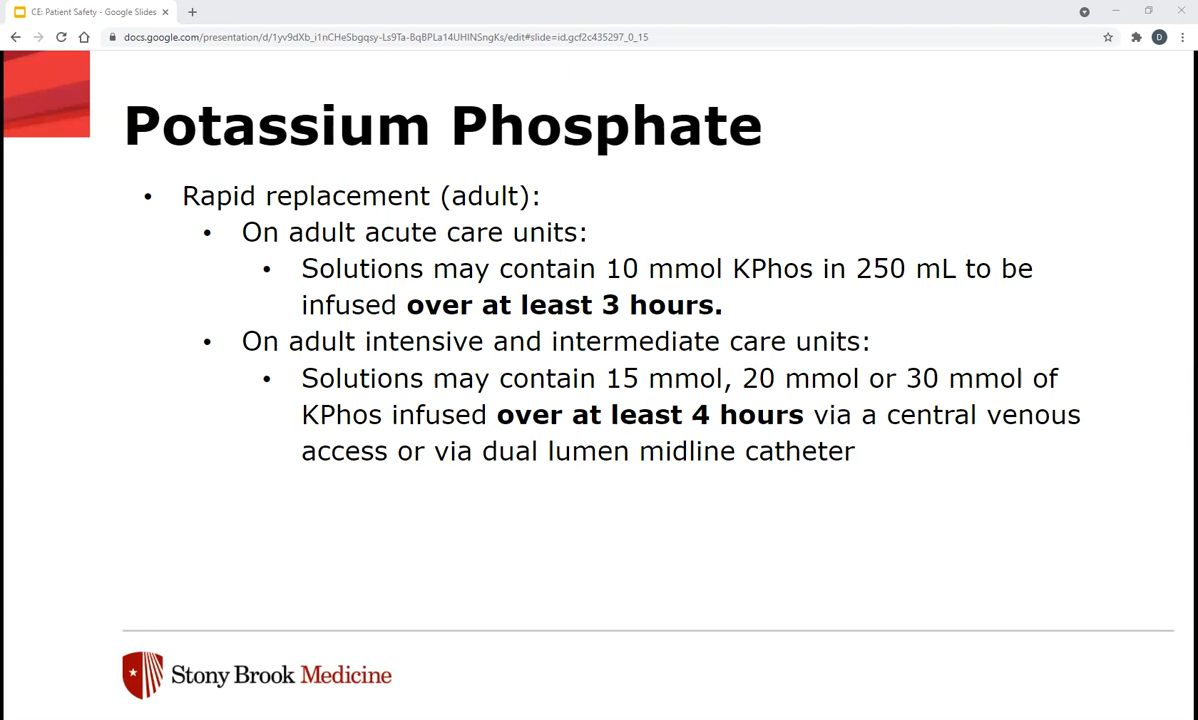 CE: Patient Safety - Google Slides
docs.google.com/presentation/d/1yv9dXb_i1nCHeSbgqsy-Ls9Ta-BqBPLa14UHINSngKs/edit#slide=id.gcf2c435297_0_15
D
Potassium Phosphate
• Rapid replacement (adult):
• On adult acute care units:
• Solutions may contain 10 mmol KPhos in 250 mL to be
infused over at least 3 hours.
• On adult intensive and intermediate care units:
• Solutions may contain 15 mmol, 20 mmol or 30 mmol of
KPhos infused over at least 4 hours via a central venous
access or via dual lumen midline catheter
Stony Brook Medicine